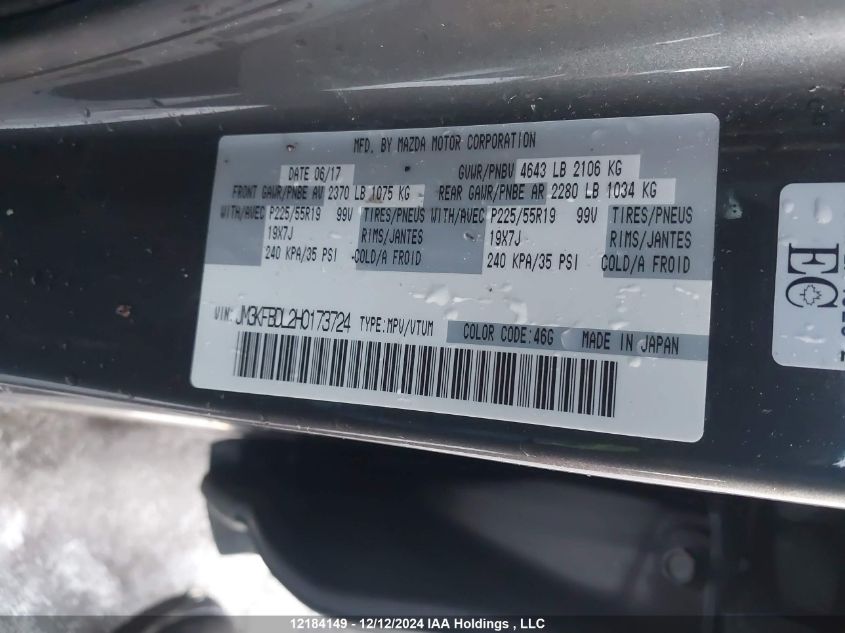 MFD. BY MAZDA MOTOR CORPORATION
DATE 06/17 GVWR/PNBV 4643 LB 2106 KG
FRONT GAWR/PNBE AV 2370 LB 1075 KG REAR GAWR/PNBE AR 2280 LB 1034 KG
WITH/AVEC P225/55R19 99V TIRES/PNEUS WITH/AVEC P225/55R19 99V TIRES/PNEUS
19X7J RIMS/JANTES 19X7J RIMS/JANTES
240 KPA/35 PSI COLD/A FROID 240 KPA/35 PSI COLD/A FROID
VIN: JM3KFBDL2H0173724 TYPE:MPV/VTUM COLOR CODE:46G MADE IN JAPAN
EC
12184149 - 12/12/2024 IAA Holdings , LLC